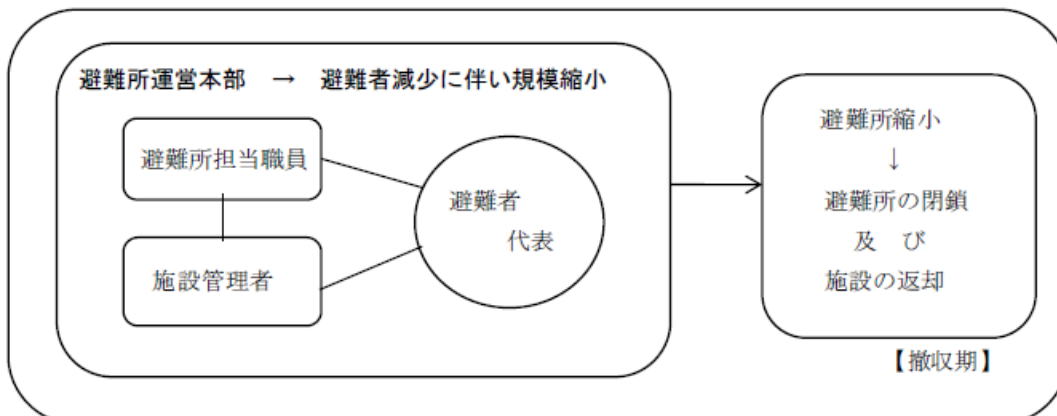 避難所運営本部　→　避難者減少に伴い規模縮小
避難所担当職員
施設管理者
避難者
代表
避難所縮小
↓
避難所の閉鎖
及　び
施設の返却
【撤収期】